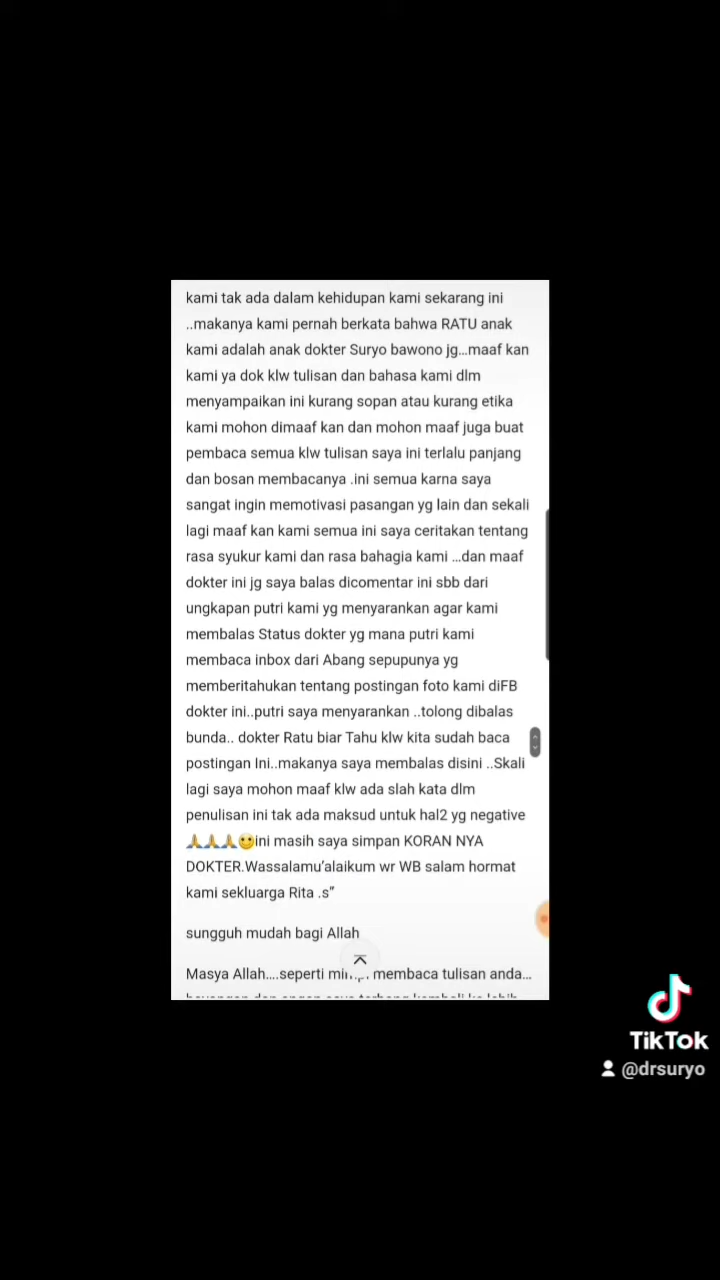 kami tak ada dalam kehidupan kami sekarang ini
..makanya kami pernah berkata bahwa RATU anak
kami adalah anak dokter Suryo bawono jg...maaf kan
kami ya dok klw tulisan dan bahasa kami dlm
menyampaikan ini kurang sopan atau kurang etika
kami mohon dimaaf kan dan mohon maaf juga buat
pembaca semua klw tulisan saya ini terlalu panjang
dan bosan membacanya .ini semua karna saya
sangat ingin memotivasi pasangan yg lain dan sekali
lagi maaf kan kami semua ini saya ceritakan tentang
rasa syukur kami dan rasa bahagia kami ...dan maaf
dokter ini jg saya balas dicomentar ini sbb dari
ungkapan putri kami yg menyarankan agar kami
membalas Status dokter yg mana putri kami
membaca inbox dari Abang sepupunya yg
memberitahukan tentang postingan foto kami diFB
dokter ini..putri saya menyarankan ..tolong dibalas
bunda.. dokter Ratu biar Tahu klw kita sudah baca
postingan Ini..makanya saya membalas disini ..Skali
lagi saya mohon maaf klw ada slah kata dlm
penulisan ini tak ada maksud untuk hal2 yg negative
🙏🙏🙏🙂ini masih saya simpan KORAN NYA
DOKTER.Wassalamu'alaikum wr WB salam hormat
kami sekluarga Rita .s”
sungguh mudah bagi Allah
Masya Allah....seperti membaca tulisan anda...
TikTok
@drsuryo